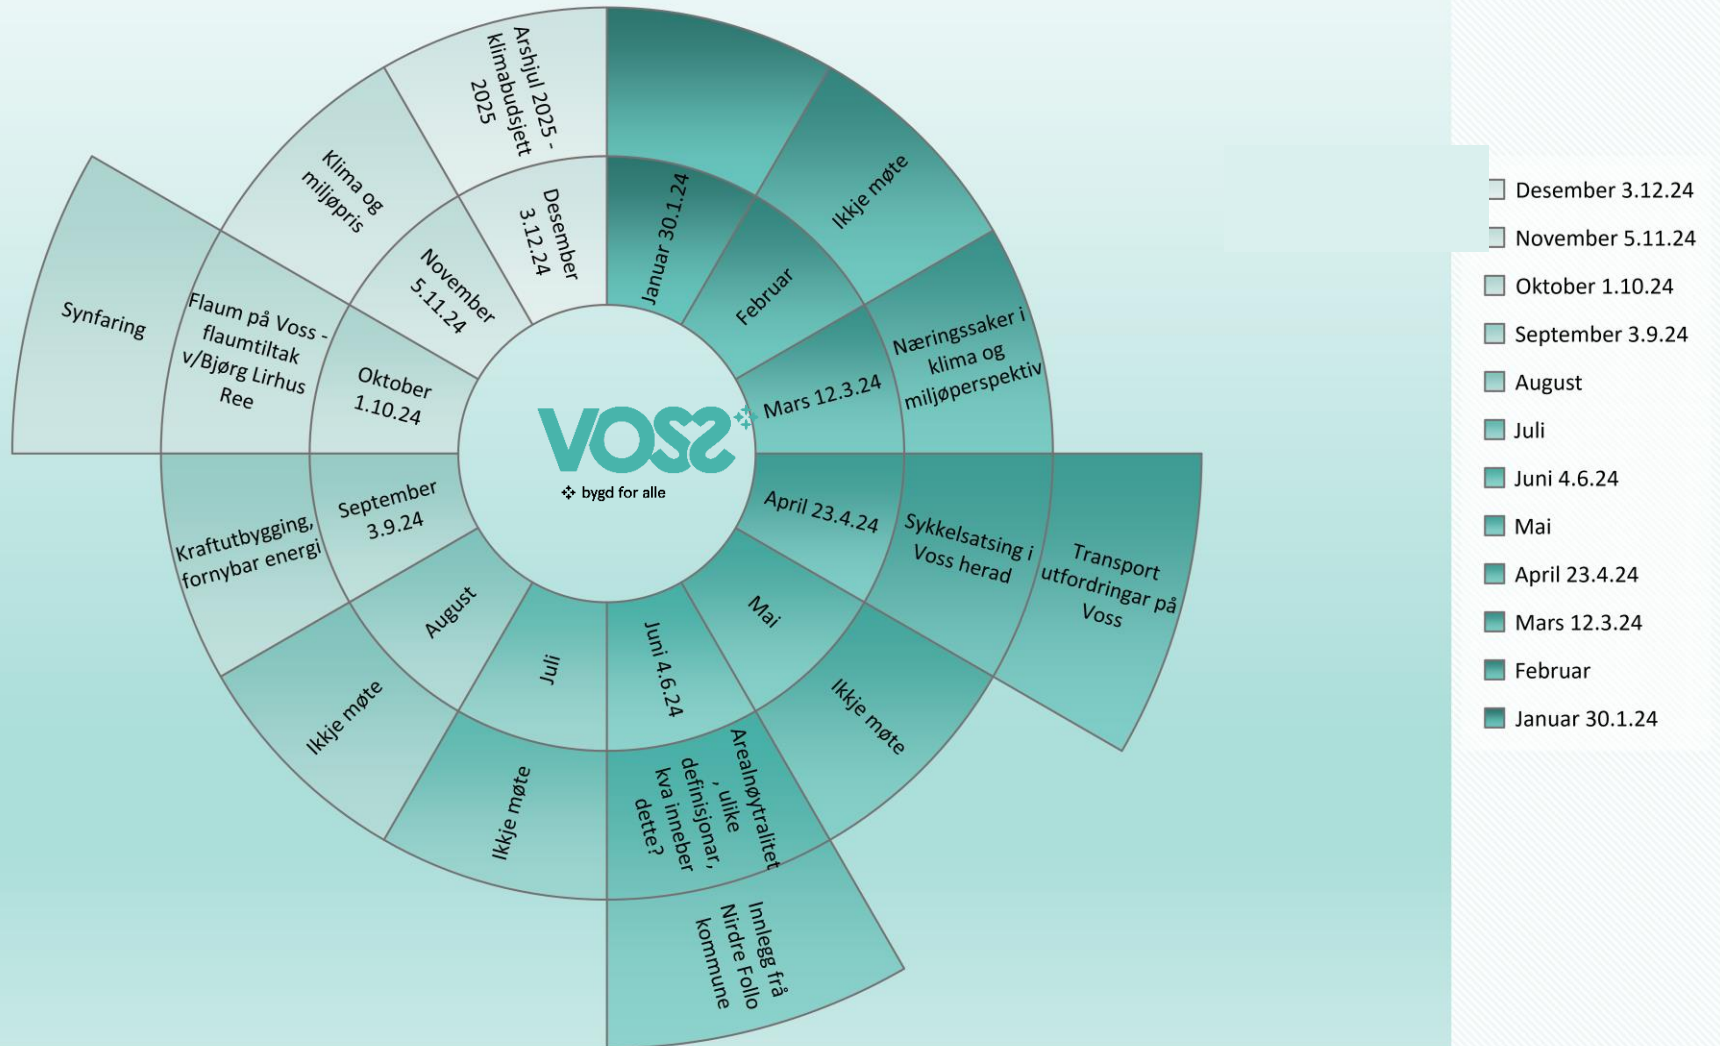 Januar 30.1.24
Februar
Ikkje møte
Mars 12.3.24
Næringssaker i
klima og
miljøperspektiv
April 23.4.24
Sykkelsatsing i
Voss herad
Transport
utfordringar på
Voss
Mai
Ikkje møte
Juni 4.6.24
Arealnøytralitet
, ulike
definisjonar,
kva inneber
dette?
Innlegg frå
Nirdre Follo
kommune
Juli
Ikkje møte
August
Ikkje møte
September
3.9.24
Kraftutbygging,
fornybar energi
Oktober
1.10.24
Flaum på Voss -
flaumtiltak
v/Bjørg Lirhus
Ree
Synfaring
November
5.11.24
Klima og
miljøpris
Desember
3.12.24
Arshjul 2025 -
klimabudsjett
2025
VOSS
bygd for alle
Desember 3.12.24
November 5.11.24
Oktober 1.10.24
September 3.9.24
August
Juli
Juni 4.6.24
Mai
April 23.4.24
Mars 12.3.24
Februar
Januar 30.1.24